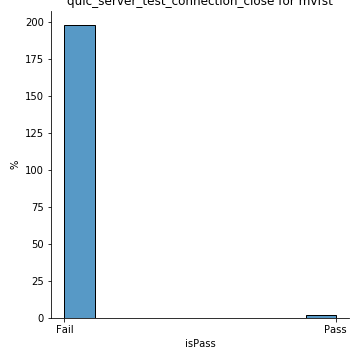 quic_server_test_connection_close for mvfst
200
175
150
125
100
75
50
25
0
%
Fail
Pass
isPass